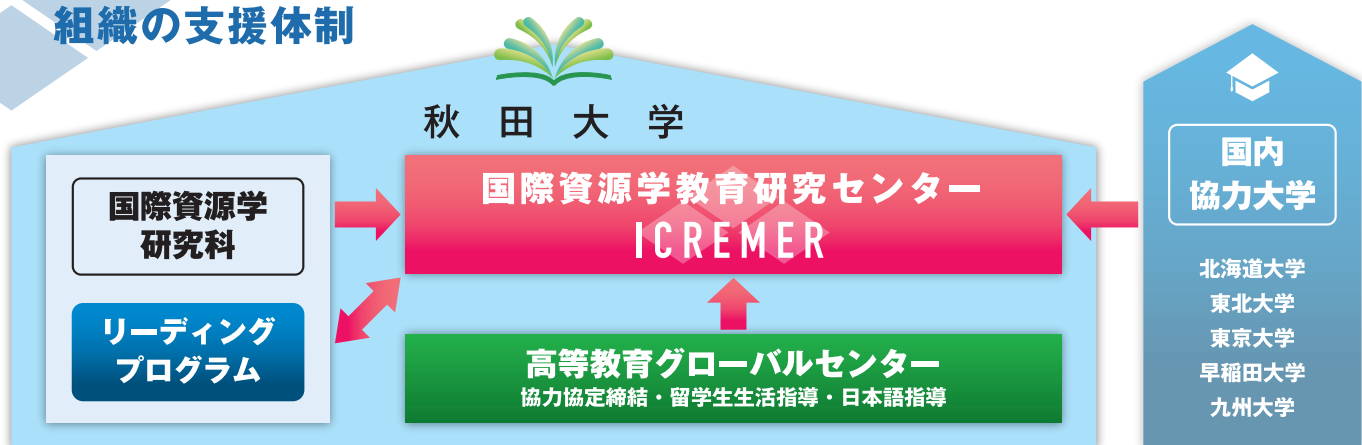 組織の支援体制
秋田大学
国際資源学
研究科
リーディング
プログラム
国際資源学教育研究センター
ICREMER
高等教育グローバルセンター
協力協定締結・留学生生活指導・日本語指導
国内
協力大学
北海道大学
東北大学
東京大学
早稲田大学
九州大学